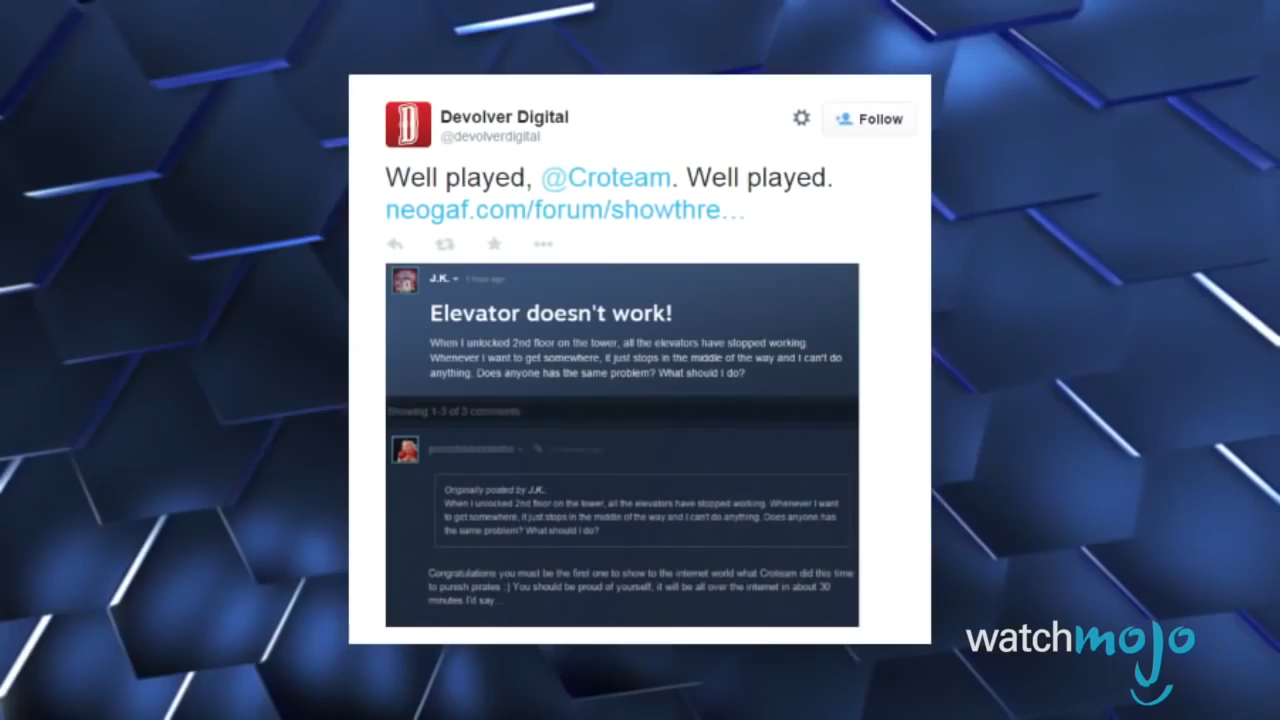 Devolver Digital
@devolverdigital
Follow
Well played, @Croteam. Well played.
neogaf.com/forum/showthre...
J.K. 1 hour ago
Elevator doesn't work!
When I unlocked 2nd floor on the tower, all the elevators have stopped working.
Whenever I want to get somewhere, it just stops in the middle of the way and I can't do
anything. Does anyone has the same problem? What should I do?
Showing 1-3 of 3 comments
Originally posted by J.K.
When I unlocked 2nd floor on the tower, all the elevators have stopped working. Whenever I want
to get somewhere, it just stops in the middle of the way and I can't do anything. Does anyone has
the same problem? What should I do?
Congratulations you must be the first one to show to the internet world what Croteam did this time
to punish pirates :) You should be proud of yourself, it will be all over the internet in about 30
minutes I'd say...
watchmojo